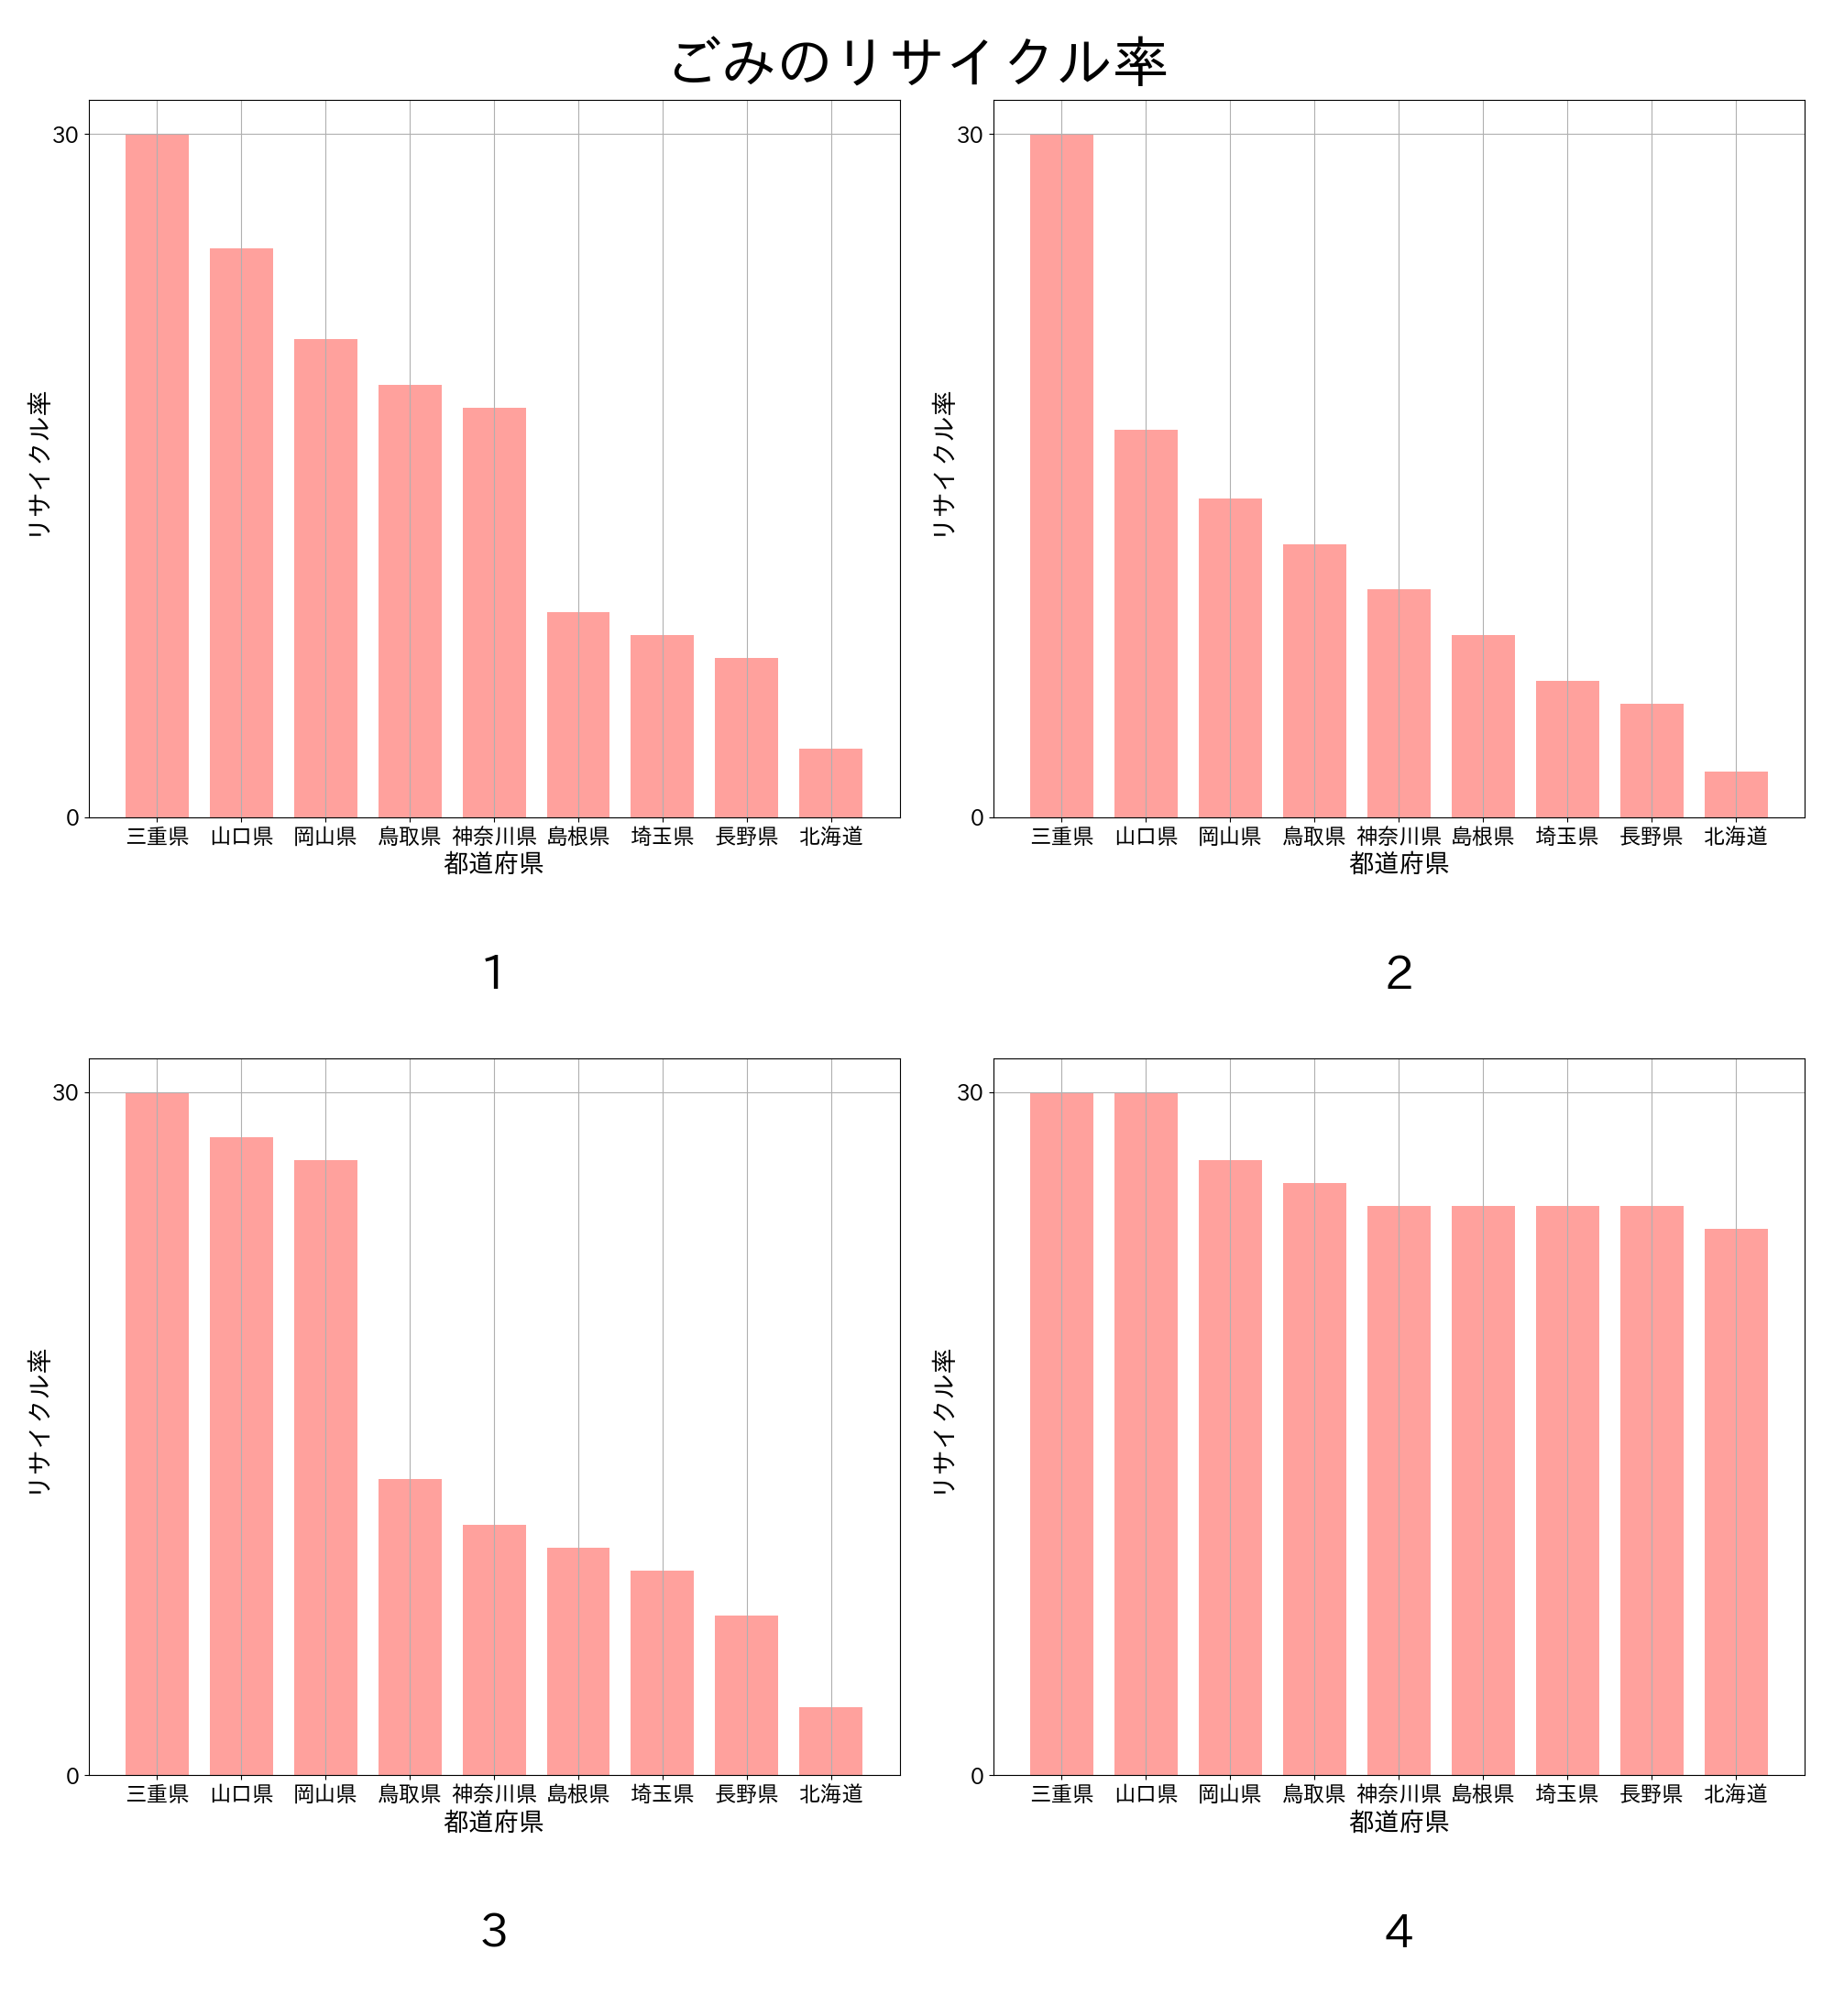 ごみのリサイクル率
30
0
リサイクル率
三重県 山口県 岡山県 鳥取県 神奈川県 島根県 埼玉県 長野県 北海道
都道府県
1
30
0
リサイクル率
三重県 山口県 岡山県 鳥取県 神奈川県 島根県 埼玉県 長野県 北海道
都道府県
2
30
0
リサイクル率
三重県 山口県 岡山県 鳥取県 神奈川県 島根県 埼玉県 長野県 北海道
都道府県
3
30
0
リサイクル率
三重県 山口県 岡山県 鳥取県 神奈川県 島根県 埼玉県 長野県 北海道
都道府県
4